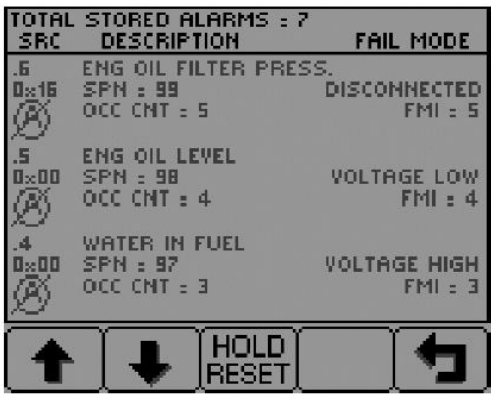 TOTAL STORED ALARMS : 7
SRC DESCRIPTION FAIL MODE
.6 ENG OIL FILTER PRESS.
0x16 SPN : 99 DISCONNECTED
OCC CNT : 5 FMI : 5
.5 ENG OIL LEVEL
0x00 SPN : 98 VOLTAGE LOW
OCC CNT : 4 FMI : 4
.4 WATER IN FUEL
0x00 SPN : 97 VOLTAGE HIGH
OCC CNT : 3 FMI : 3
HOLD
RESET